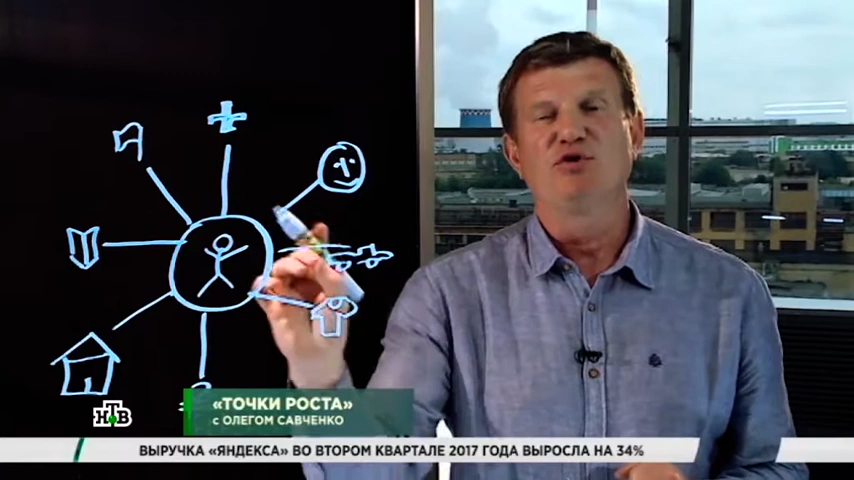 «ТОЧКИ РОСТА»
С ОЛЕГОМ САВЧЕНКО
НТВ
ВЫРУЧКА «ЯНДЕКСА» ВО ВТОРОМ КВАРТАЛЕ 2017 ГОДА ВЫРОСЛА НА 34%